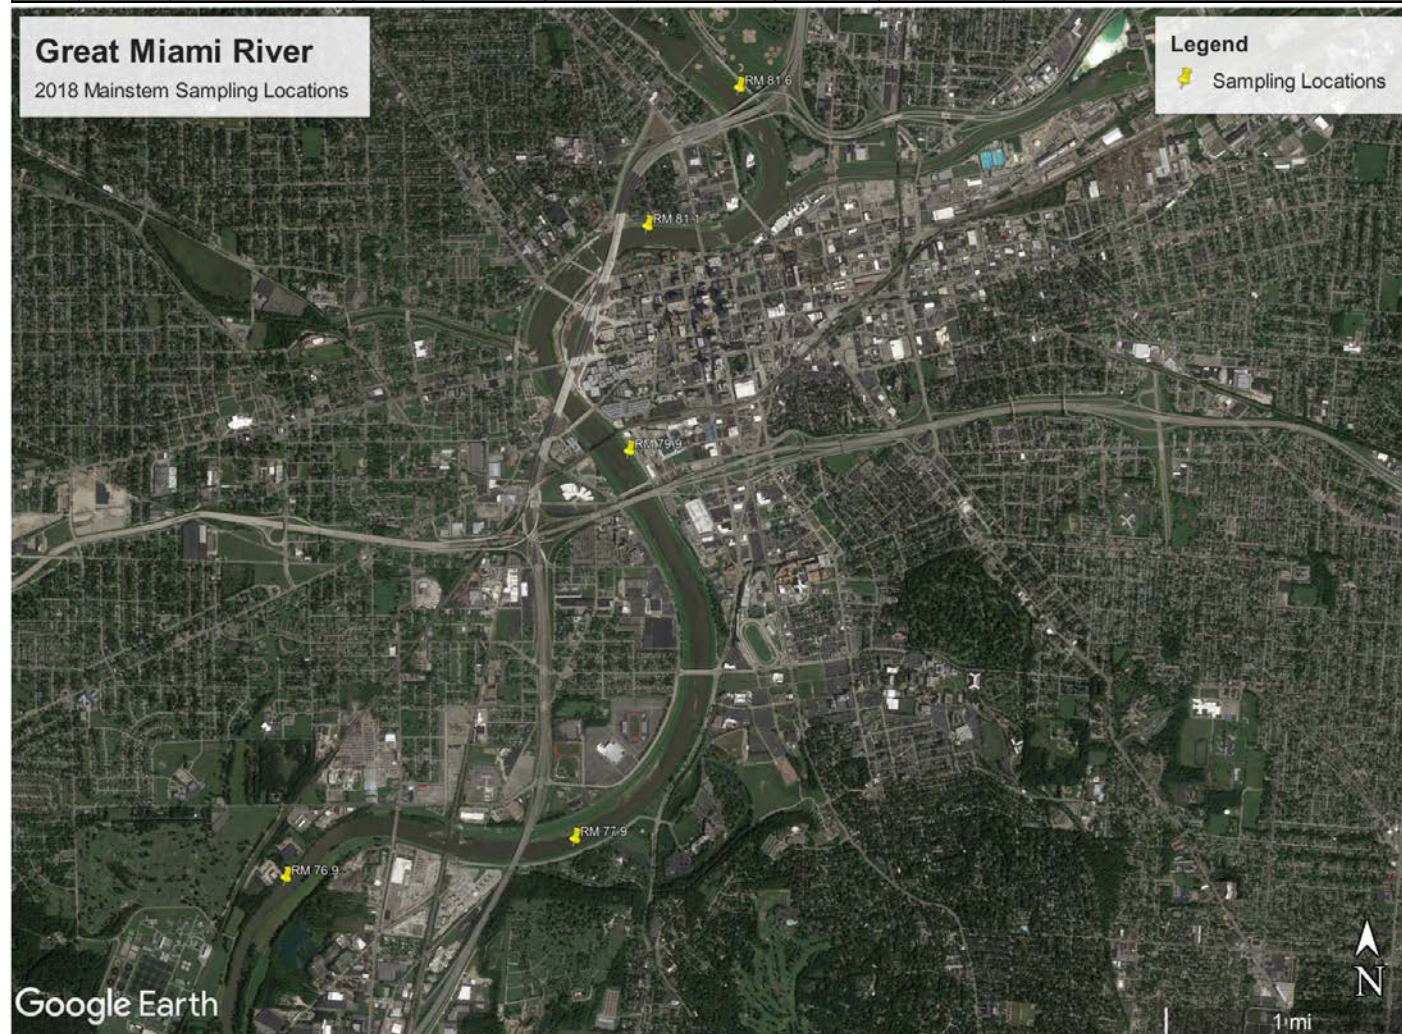 Great Miami River
2018 Mainstem Sampling Locations
Legend
Sampling Locations
RM 81.6
RM 81.1
RM 79.9
RM 77.9
RM 76.9
Google Earth
N
1 mi